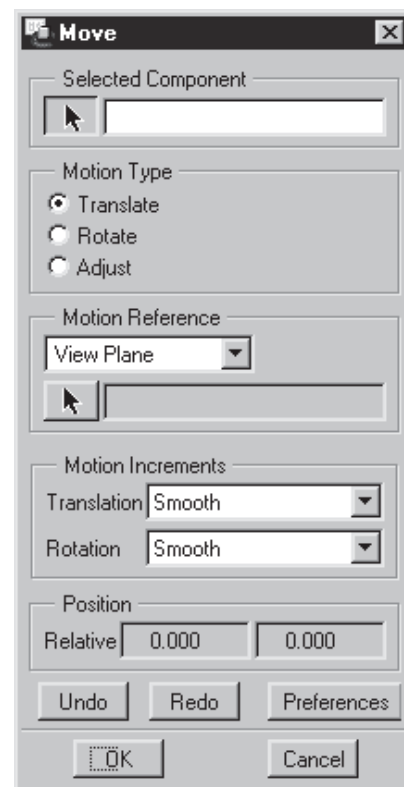 Move
Selected Component
Motion Type
Translate
Rotate
Adjust
Motion Reference
View Plane
Motion Increments
Translation Smooth
Rotation Smooth
Position
Relative 0.000 0.000
Undo Redo Preferences
OK Cancel